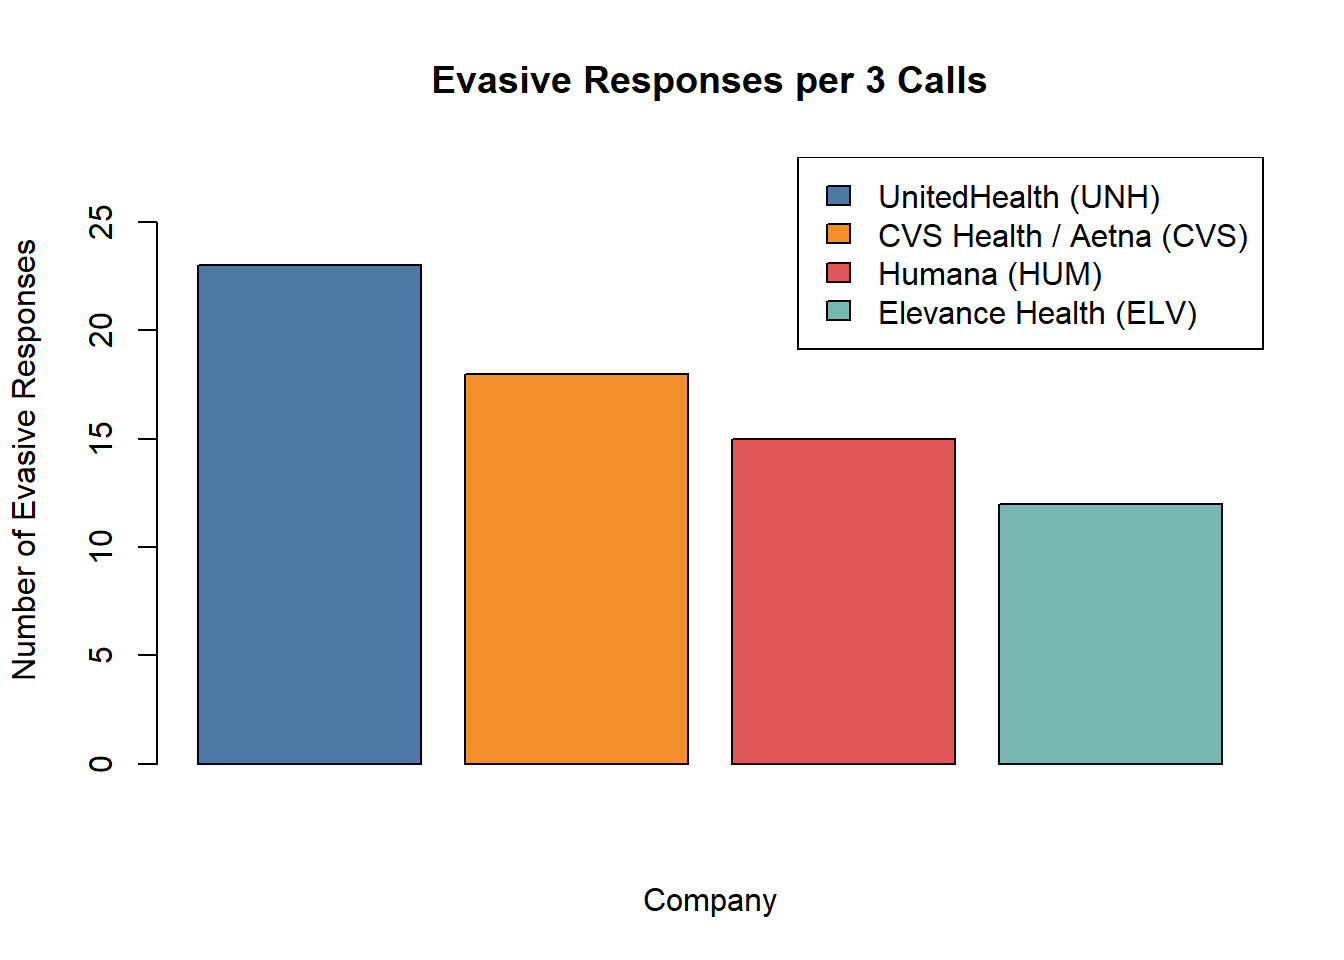 Evasive Responses per 3 Calls
UnitedHealth (UNH)
CVS Health / Aetna (CVS)
Humana (HUM)
Elevance Health (ELV)
Number of Evasive Responses
25
20
15
10
5
0
Company